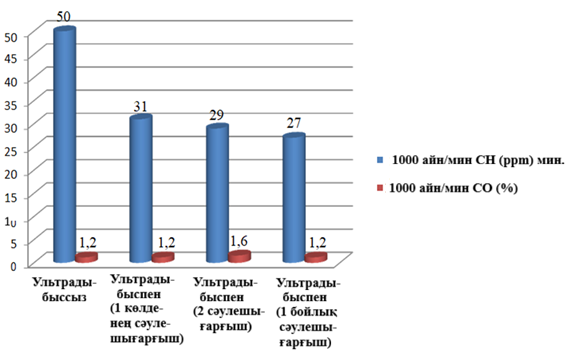 50
50
45
40
35
30
25
20
15
1υ
5
0
31
29
27
1,2
1,2
1,6
1,2
Ультрады-
быссыз
Ультрады-
быспен
(1 көлде-
нең сәуле-
шығарғыш)
Ультрады-
быспен
(2 сәулешы-
ғарғыш)
Ультрады-
быспен
(1 бойлық
сәулешы-
ғарғыш)
1000 айн/мин CH (ppm) мин.
1000 айн/мин CO (%)